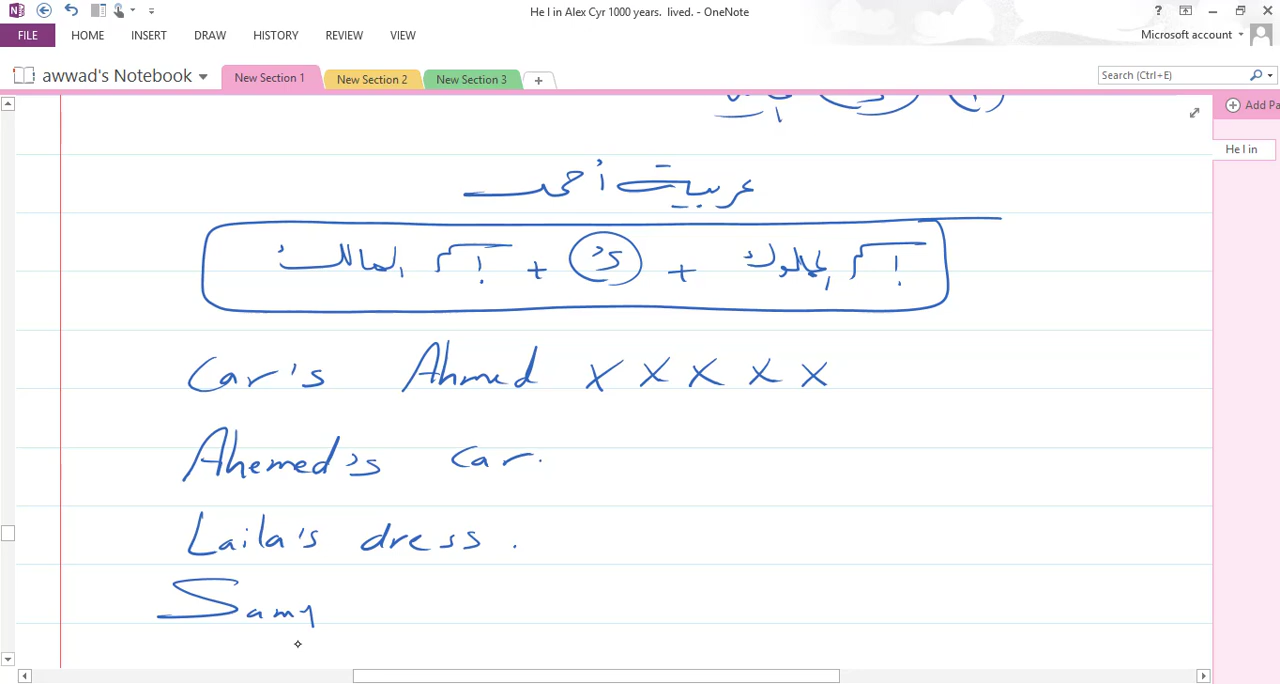 He I in Alex Cyr 1000 years. lived. - OneNote
FILE HOME INSERT DRAW HISTORY REVIEW VIEW Microsoft account
awwad's Notebook New Section 1 New Section 2 New Section 3 + Search (Ctrl+E)
Add Pa
He I in
عربية أحمد
اسم المملوك + 's + اسم المالك
Car's Ahmed X X X X X
Ahemed's car.
Laila's dress.
Samy